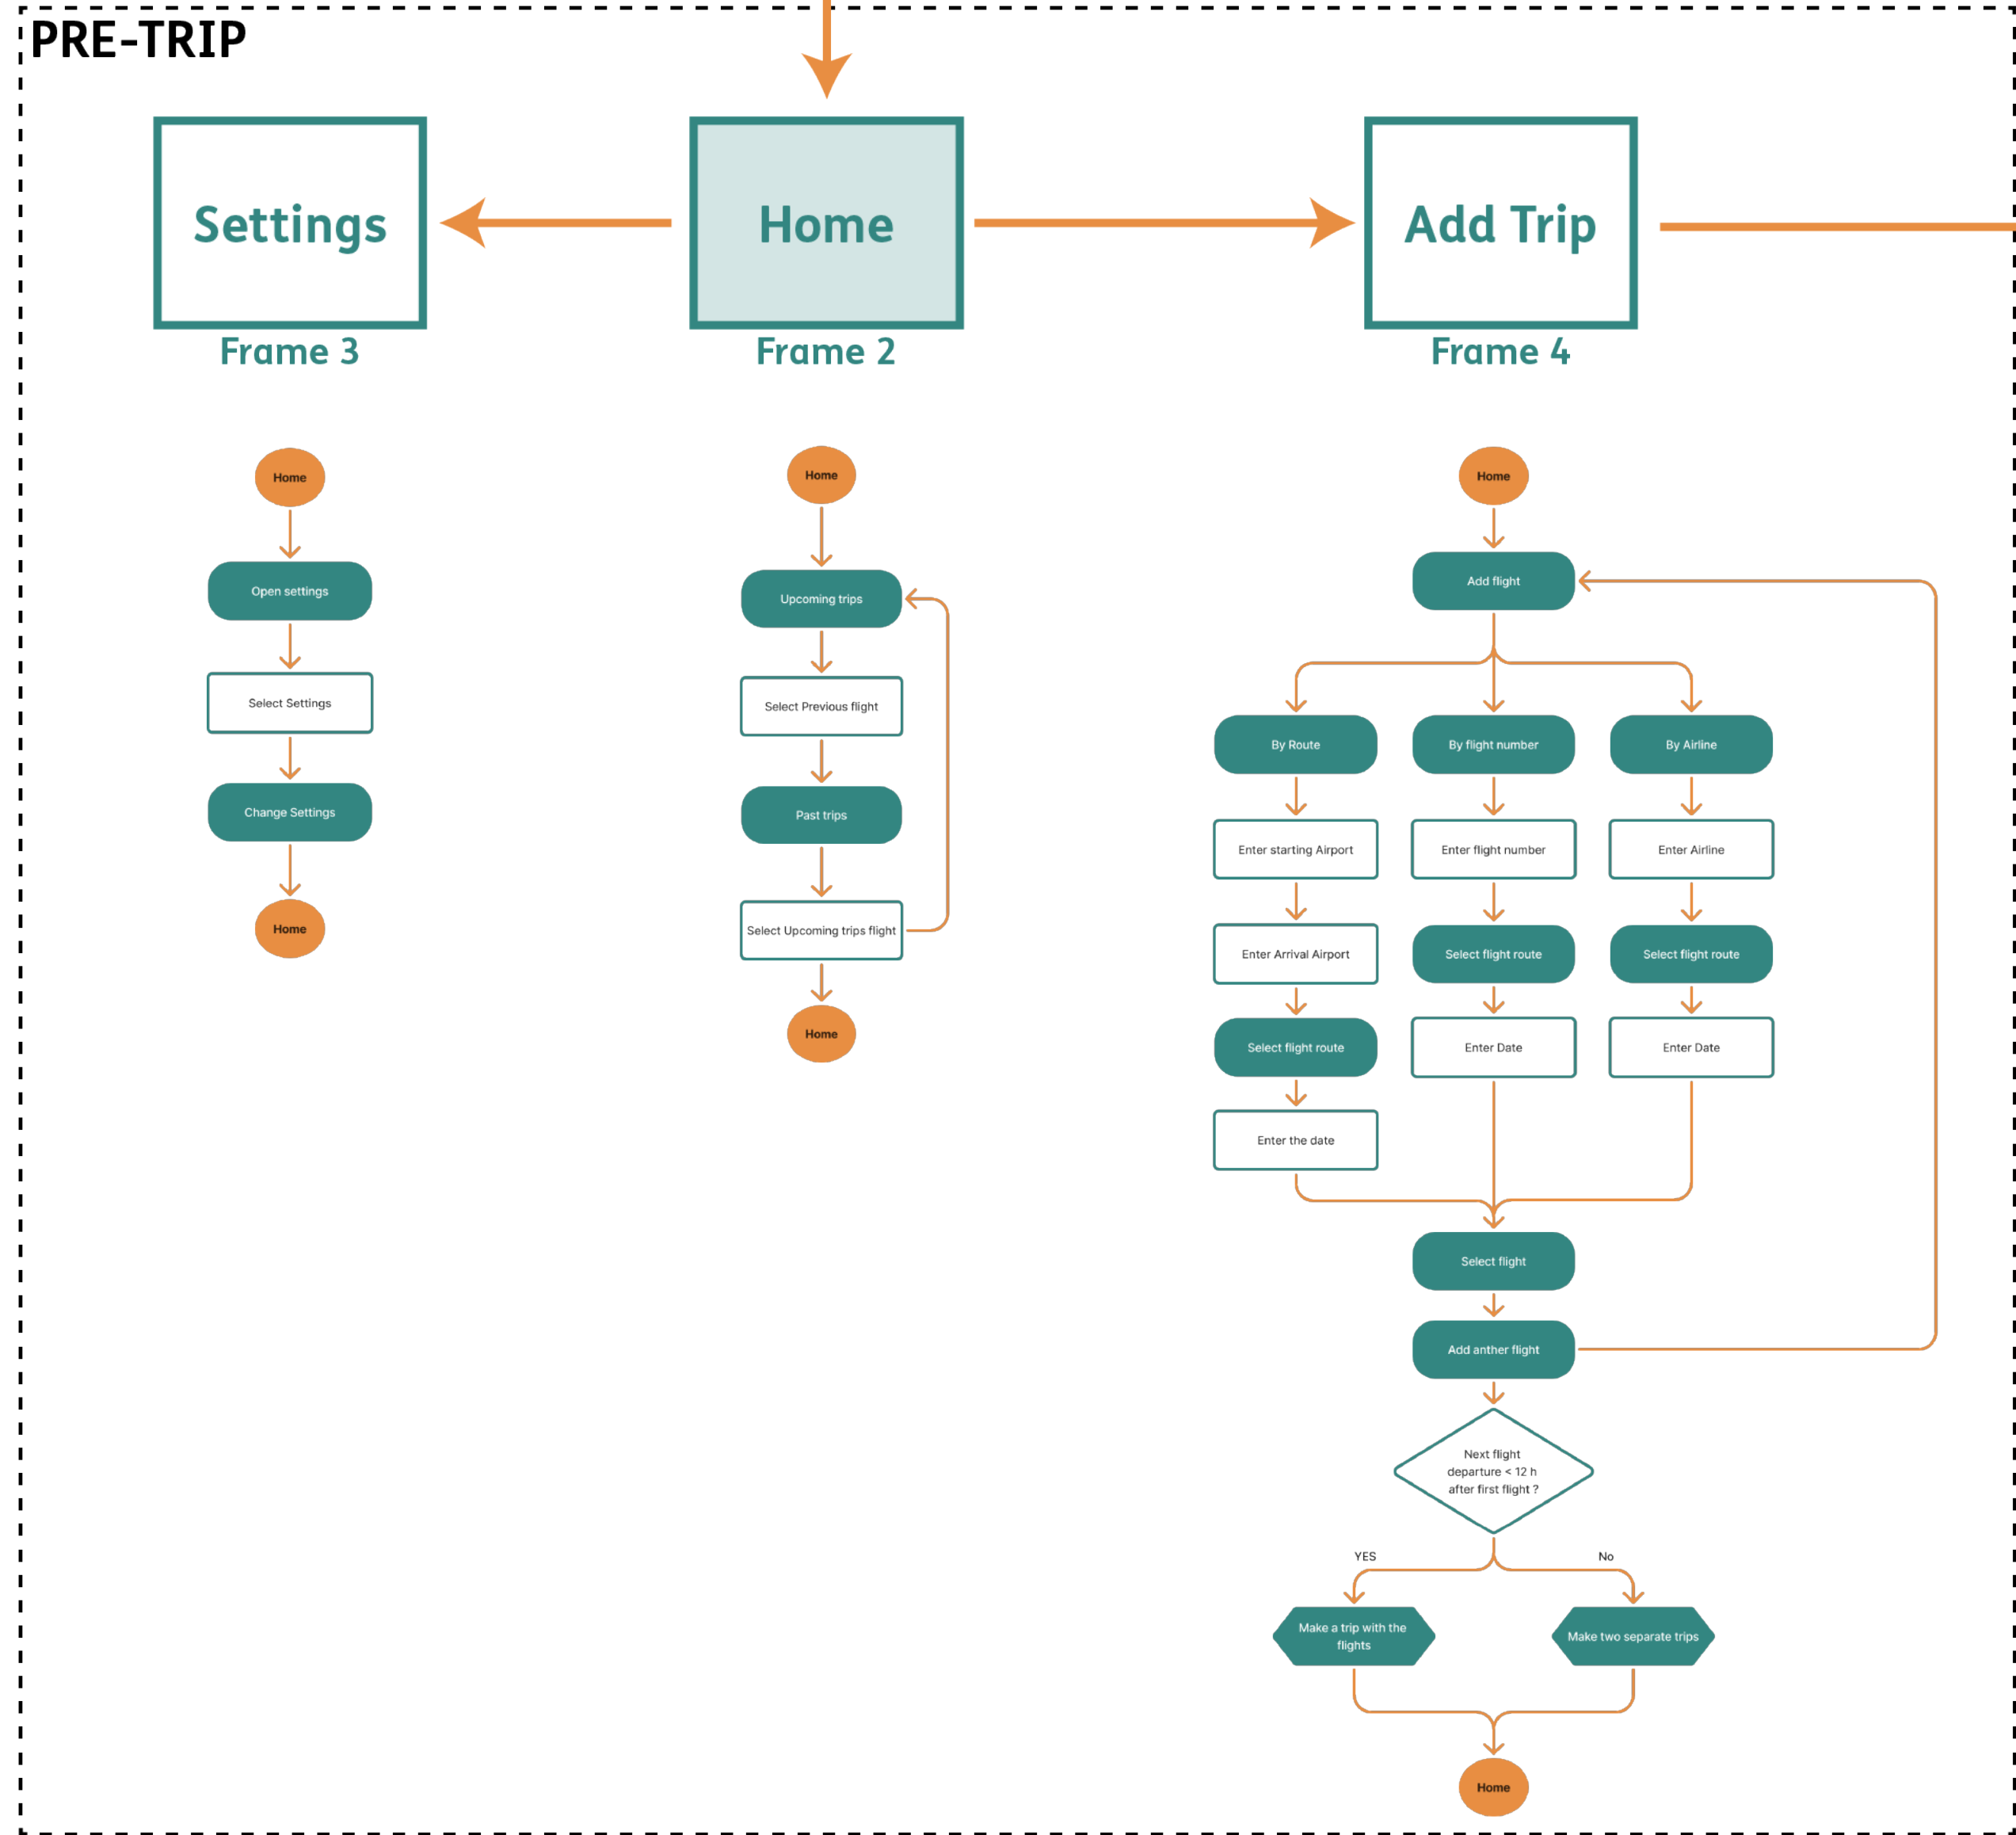 PRE-TRIP
Settings
Home
Add Trip
Frame 3
Frame 2
Frame 4
Home
Open settings
Select Settings
Change Settings
Home
Home
Upcoming trips
Select Previous flight
Past trips
Select Upcoming trips flight
Home
Home
Add flight
By Route
By flight number
By Airline
Enter starting Airport
Enter flight number
Enter Airline
Enter Arrival Airport
Select flight route
Select flight route
Select flight route
Enter Date
Enter Date
Enter the date
Select flight
Add anther flight
Next flight
departure < 12 h
after first flight ?
YES
No
Make a trip with the
flights
Make two separate trips
Home